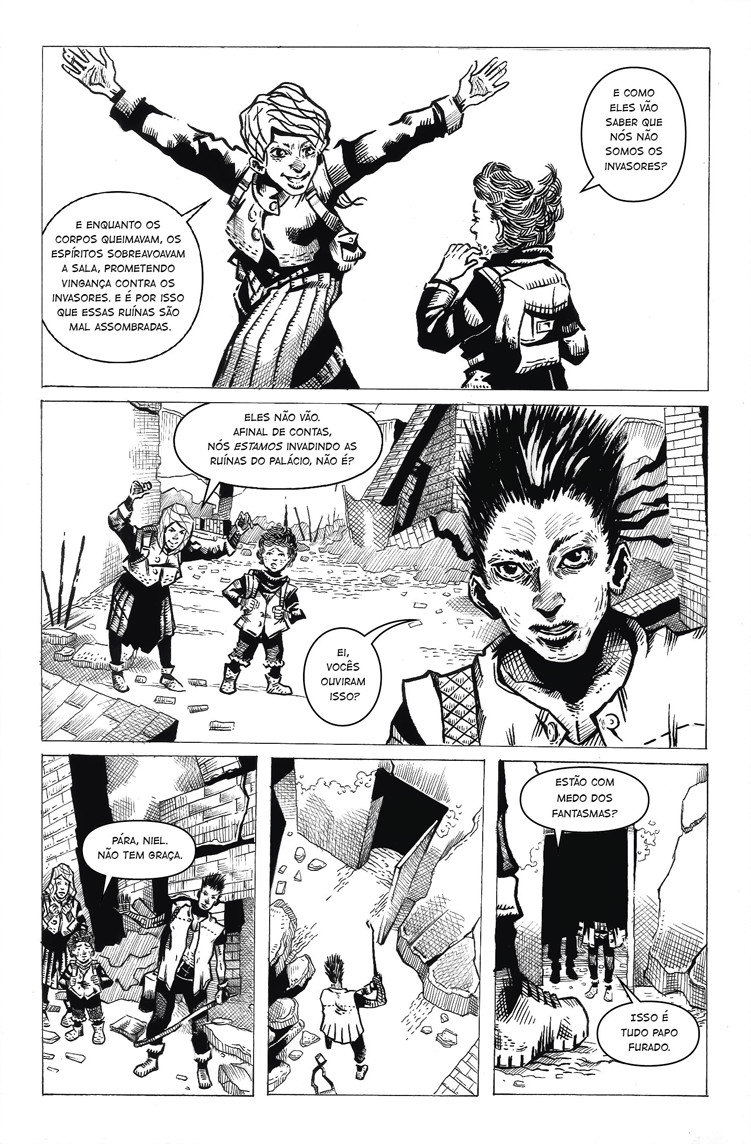 E COMO
ELES VÃO
SABER QUE
NÓS NÃO
SOMOS OS
INVASORES?
E ENQUANTO OS
CORPOS QUEIMAVAM, OS
ESPÍRITOS SOBREAVOAVAM
A SALA, PROMETENDO
VINGANÇA CONTRA OS
INVASORES. E É POR ISSO
QUE ESSAS RUÍNAS SÃO
MAL ASSOMBRADAS.
ELES NÃO VÃO.
AFINAL DE CONTAS,
NÓS ESTAMOS INVADINDO AS
RUÍNAS DO PALÁCIO, NÃO É?
EI,
VOCÊS
OUVIRAM
ISSO?
PÁRA, NIEL.
NÃO TEM GRAÇA.
ESTÃO COM
MEDO DOS
FANTASMAS?
ISSO É
TUDO PAPO
FURADO.